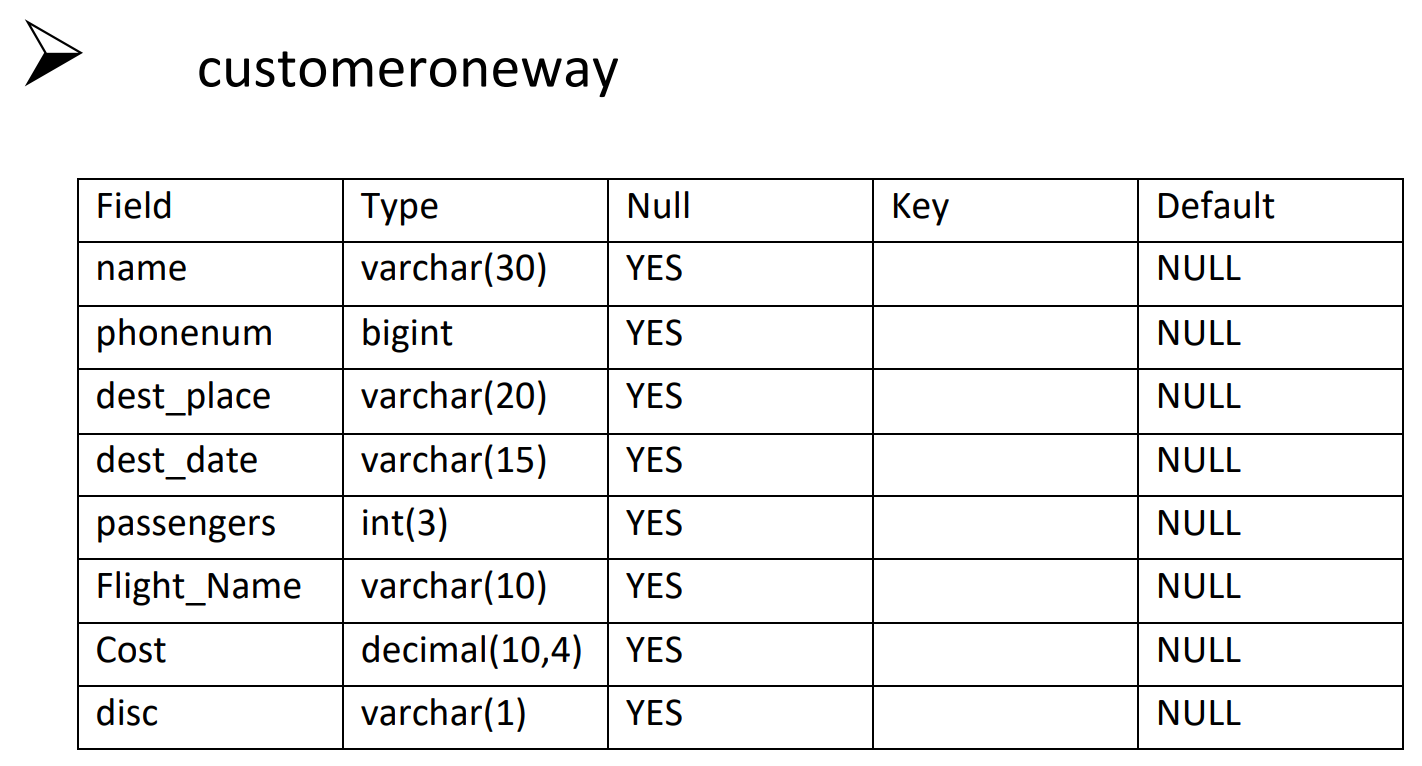 customeroneway
Field Type Null Key Default
name varchar(30) YES NULL
phonenum bigint YES NULL
dest_place varchar(20) YES NULL
dest_date varchar(15) YES NULL
passengers int(3) YES NULL
Flight_Name varchar(10) YES NULL
Cost decimal(10,4) YES NULL
disc varchar(1) YES NULL